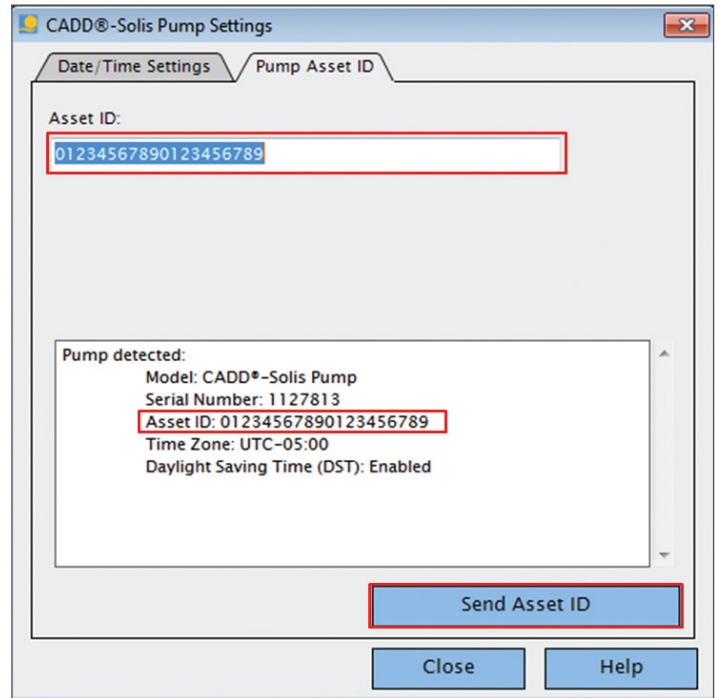 CADD®-Solis Pump Settings
Date/Time Settings Pump Asset ID
Asset ID:
01234567890123456789
Pump detected:
Model: CADD®-Solis Pump
Serial Number: 1127813
Asset ID: 01234567890123456789
Time Zone: UTC-05:00
Daylight Saving Time (DST): Enabled
Send Asset ID
Close Help